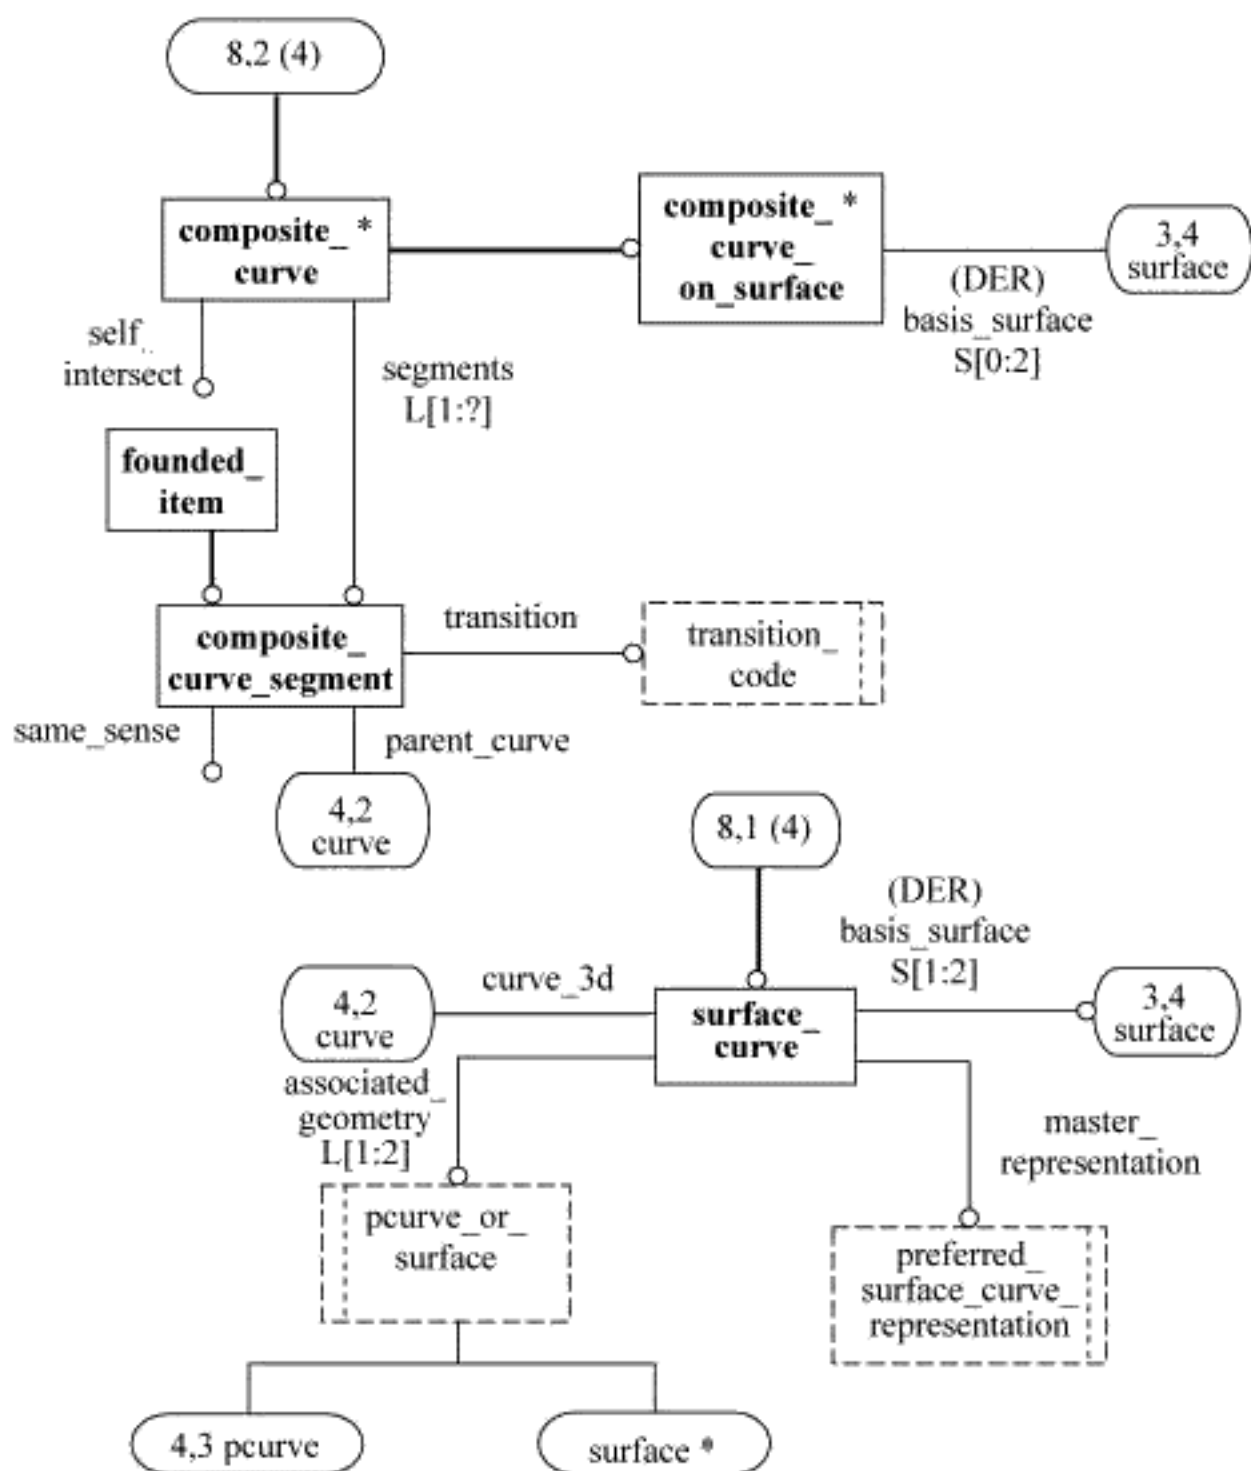 8,2 (4)
composite_ *
curve
composite_ *
curve_
on_surface
3,4
surface
(DER)
basis_surface
S[0:2]
self_
intersect
segments
L[1:?]
founded_
item
composite_
curve_segment
transition
transition_
code
same_sense
parent_curve
4,2
curve
8,1 (4)
(DER)
basis_surface
S[1:2]
4,2
curve
curve_3d
surface_
curve
3,4
surface
associated_
geometry
L[1:2]
master_
representation
pcurve_or_
surface
preferred_
surface_curve_
representation
4,3 pcurve
surface *